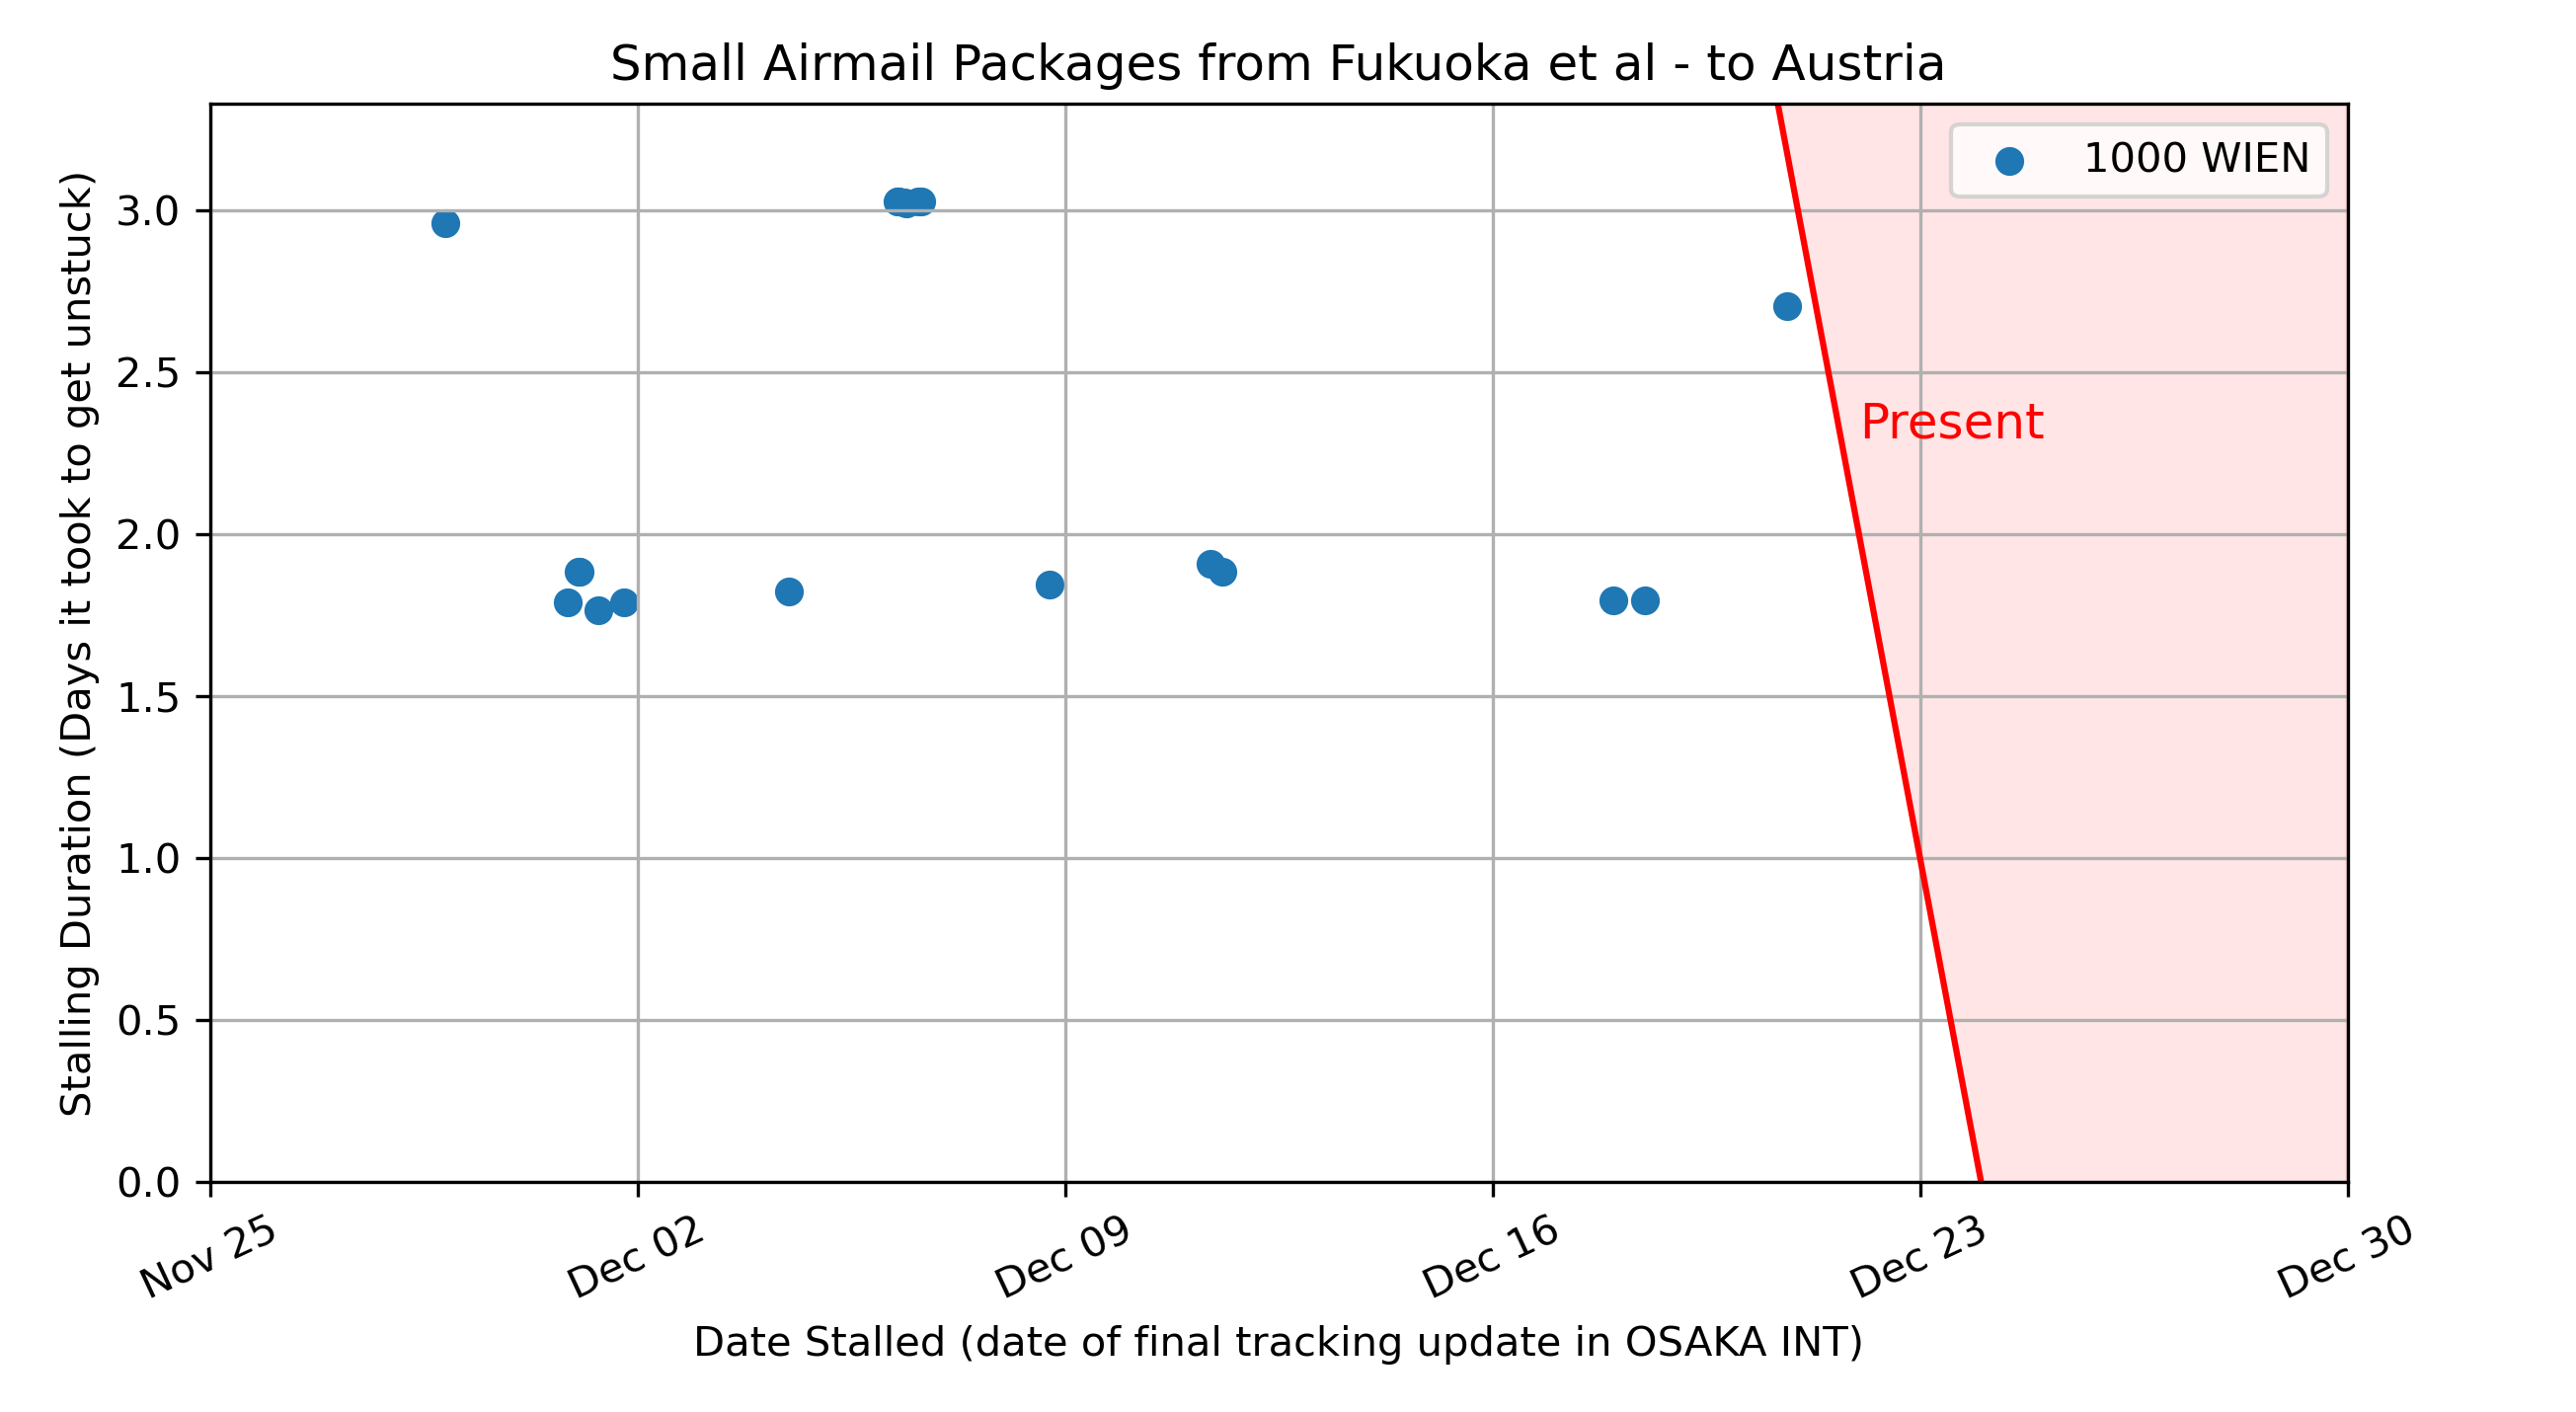 Small Airmail Packages from Fukuoka et al - to Austria
1000 WIEN
Present
Stalling Duration (Days it took to get unstuck)
3.0
2.5
2.0
1.5
1.0
0.5
0.0
Nov 25
Dec 02
Dec 09
Dec 16
Dec 23
Dec 30
Date Stalled (date of final tracking update in OSAKA INT)